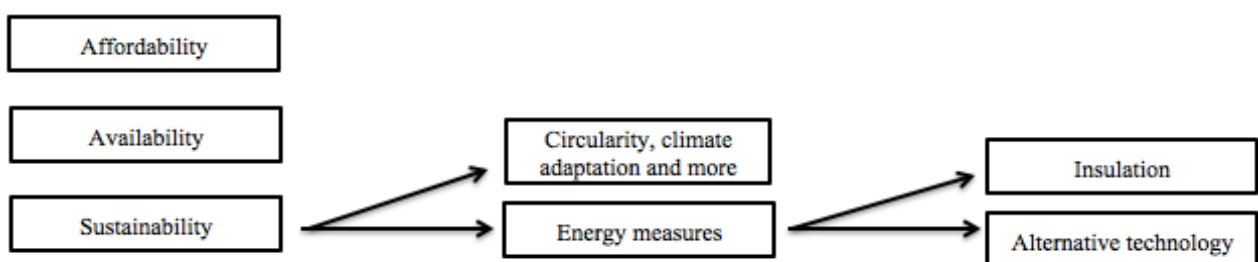 Affordability
Availability
Sustainability
Circularity, climate
adaptation and more
Energy measures
Insulation
Alternative technology